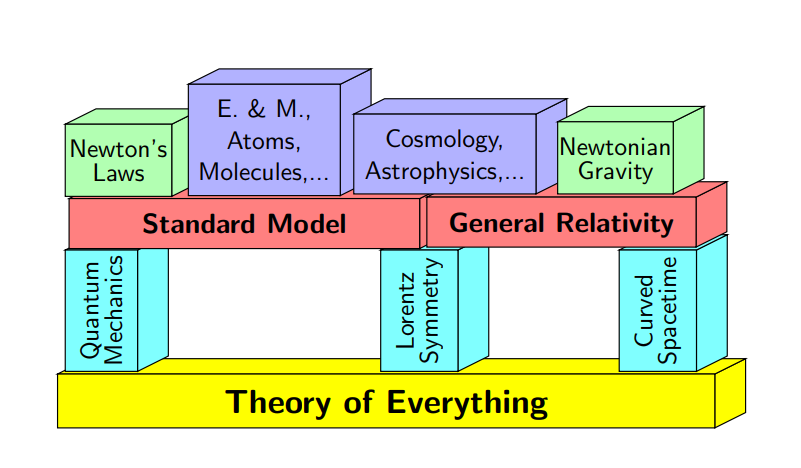 Newton's
Laws
E. & M.,
Atoms,
Molecules,...
Cosmology,
Astrophysics,...
Newtonian
Gravity
Standard Model
General Relativity
Quantum
Mechanics
Lorentz
Symmetry
Curved
Spacetime
Theory of Everything